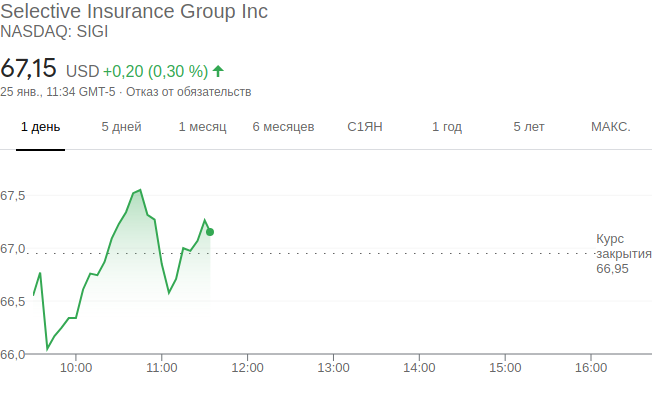 Selective Insurance Group Inc
NASDAQ: SIGI
67,15 USD +0,20 (0,30 %)
25 янв., 11:34 GMT-5 · Отказ от обязательств
1 день 5 дней 1 месяц 6 месяцев С1ЯН 1 год 5 лет МАКС.
67,5
67,0
66,5
66,0
Курс
закрытия
66,95
10:00 11:00 12:00 13:00 14:00 15:00 16:00